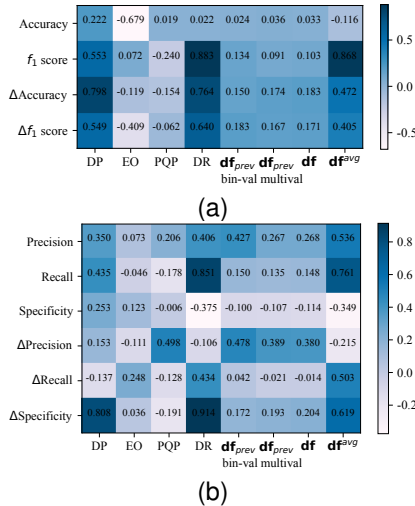 Accuracy 0.222 -0.679 0.019 0.022 0.024 0.036 0.033 -0.116
f1 score 0.553 0.072 -0.240 0.883 0.134 0.091 0.103 0.868
ΔAccuracy 0.798 -0.119 -0.154 0.764 0.150 0.174 0.183 0.472
Δf1 score 0.549 -0.409 -0.062 0.640 0.183 0.167 0.171 0.405
DP EO PQP DR df_prev df_prev df df^avg
bin-val multival
0.5
0.0
-0.5
(a)
Precision 0.350 0.073 0.206 0.406 0.427 0.267 0.268 0.536
Recall 0.435 -0.046 -0.178 0.851 0.150 0.135 0.148 0.761
Specificity 0.253 0.123 -0.006 -0.375 -0.100 -0.107 -0.114 -0.349
ΔPrecision 0.153 -0.111 0.498 -0.106 0.478 0.389 0.380 -0.215
ΔRecall -0.137 0.248 -0.128 0.434 0.042 -0.021 -0.014 0.503
ΔSpecificity 0.808 0.036 -0.191 0.914 0.172 0.193 0.204 0.619
DP EO PQP DR df_prev df_prev df df^avg
bin-val multival
0.8
0.6
0.4
0.2
0.0
-0.2
(b)